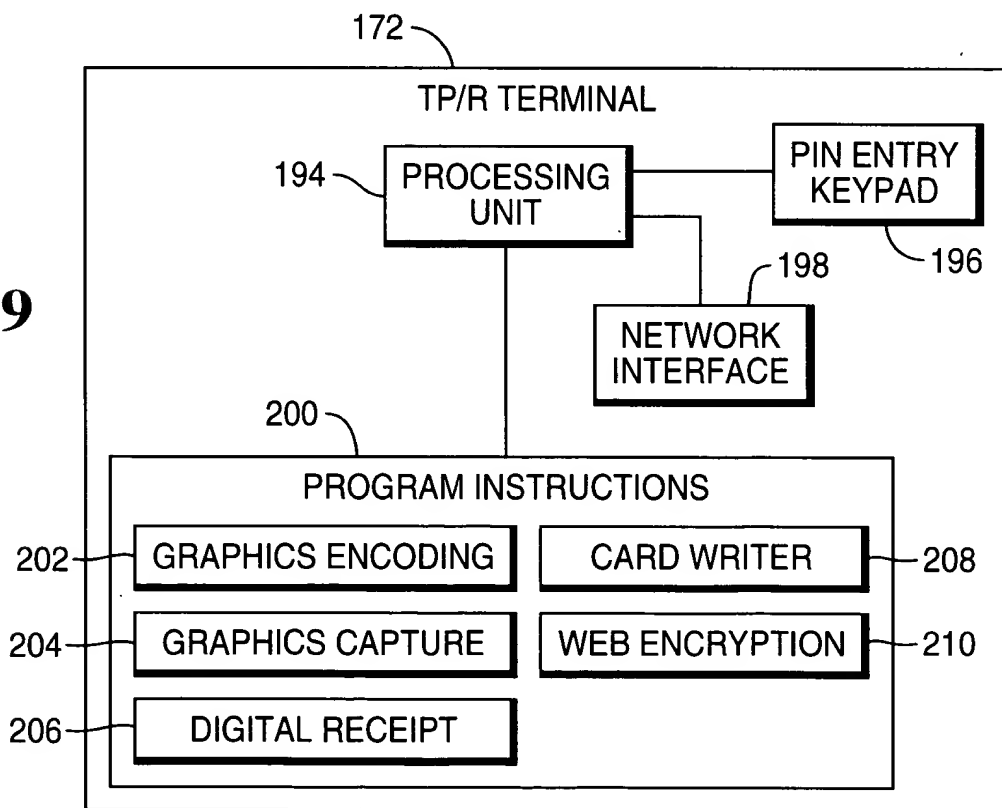 172
TP/R TERMINAL
194
PROCESSING
UNIT
PIN ENTRY
KEYPAD
196
198
9
NETWORK
INTERFACE
200
PROGRAM INSTRUCTIONS
202
GRAPHICS ENCODING
CARD WRITER
208
204
GRAPHICS CAPTURE
WEB ENCRYPTION
210
206
DIGITAL RECEIPT